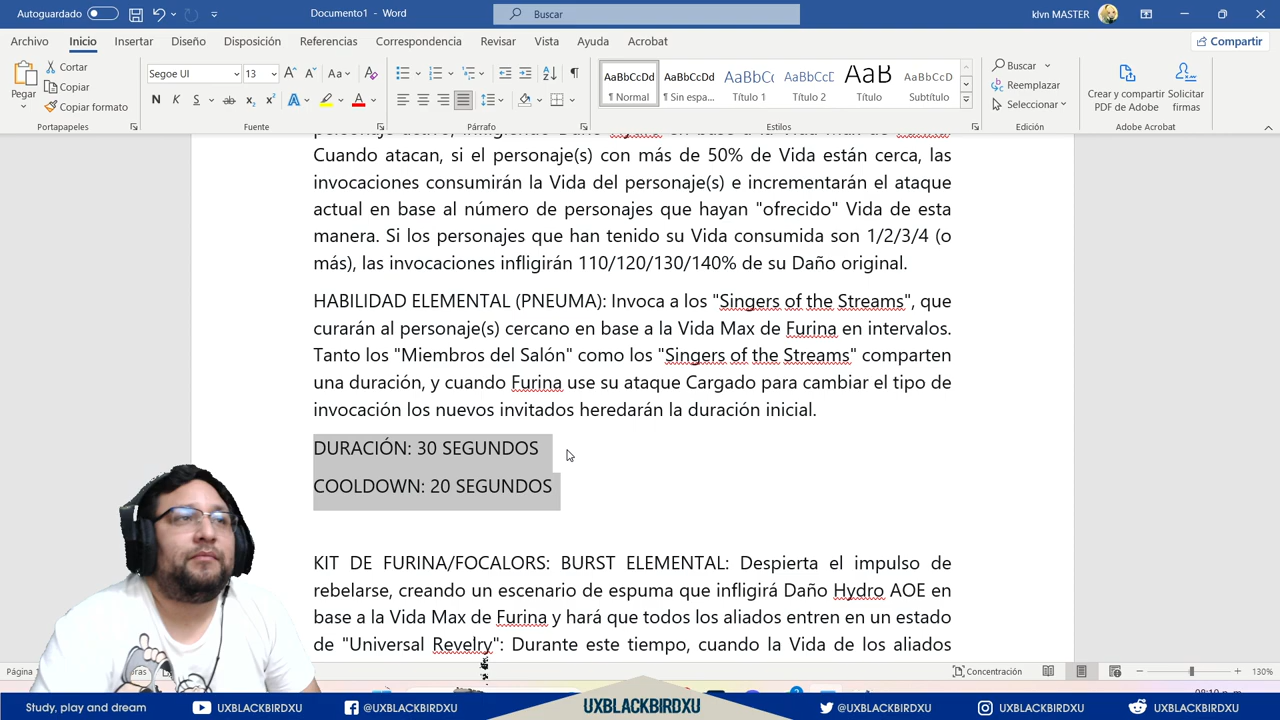 Autoguardado
Documento1 - Word
Buscar
klvn MASTER
Archivo Inicio Insertar Diseño Disposición Referencias Correspondencia Revisar Vista Ayuda Acrobat
Compartir
Pegar
Cortar
Copiar
Copiar formato
Portapapeles
Segoe UI 13
N K S
Fuente
Párrafo
AaBbCcDd AaBbCcDd AaBbCc AaBbCcD AaB AaBbCcDd
¶ Normal ¶ Sin espa... Título 1 Título 2 Título Subtítulo
Estilos
Buscar
Reemplazar
Seleccionar
Edición
Crear y compartir PDF de Adobe
Solicitar firmas
Adobe Acrobat
Cuando atacan, si el personaje(s) con más de 50% de Vida están cerca, las
invocaciones consumirán la Vida del personaje(s) e incrementarán el ataque
actual en base al número de personajes que hayan "ofrecido" Vida de esta
manera. Si los personajes que han tenido su Vida consumida son 1/2/3/4 (o
más), las invocaciones infligirán 110/120/130/140% de su Daño original.
HABILIDAD ELEMENTAL (PNEUMA): Invoca a los "Singers of the Streams", que
curarán al personaje(s) cercano en base a la Vida Max de Furina en intervalos.
Tanto los "Miembros del Salón" como los "Singers of the Streams" comparten
una duración, y cuando Furina use su ataque Cargado para cambiar el tipo de
invocación los nuevos invitados heredarán la duración inicial.
DURACIÓN: 30 SEGUNDOS
COOLDOWN: 20 SEGUNDOS
KIT DE FURINA/FOCALORS: BURST ELEMENTAL: Despierta el impulso de
rebelarse, creando un escenario de espuma que infligirá Daño Hydro AOE en
base a la Vida Max de Furina y hará que todos los aliados entren en un estado
de "Universal Revelry": Durante este tiempo, cuando la Vida de los aliados
Página 1
Concentración
130%
Study, play and dream
UXBLACKBIRDXU
@UXBLACKBIRDXU
UXBLACKBIRDXU
@UXBLACKBIRDXU
UXBLACKBIRDXU
UXBLACKBIRDXU